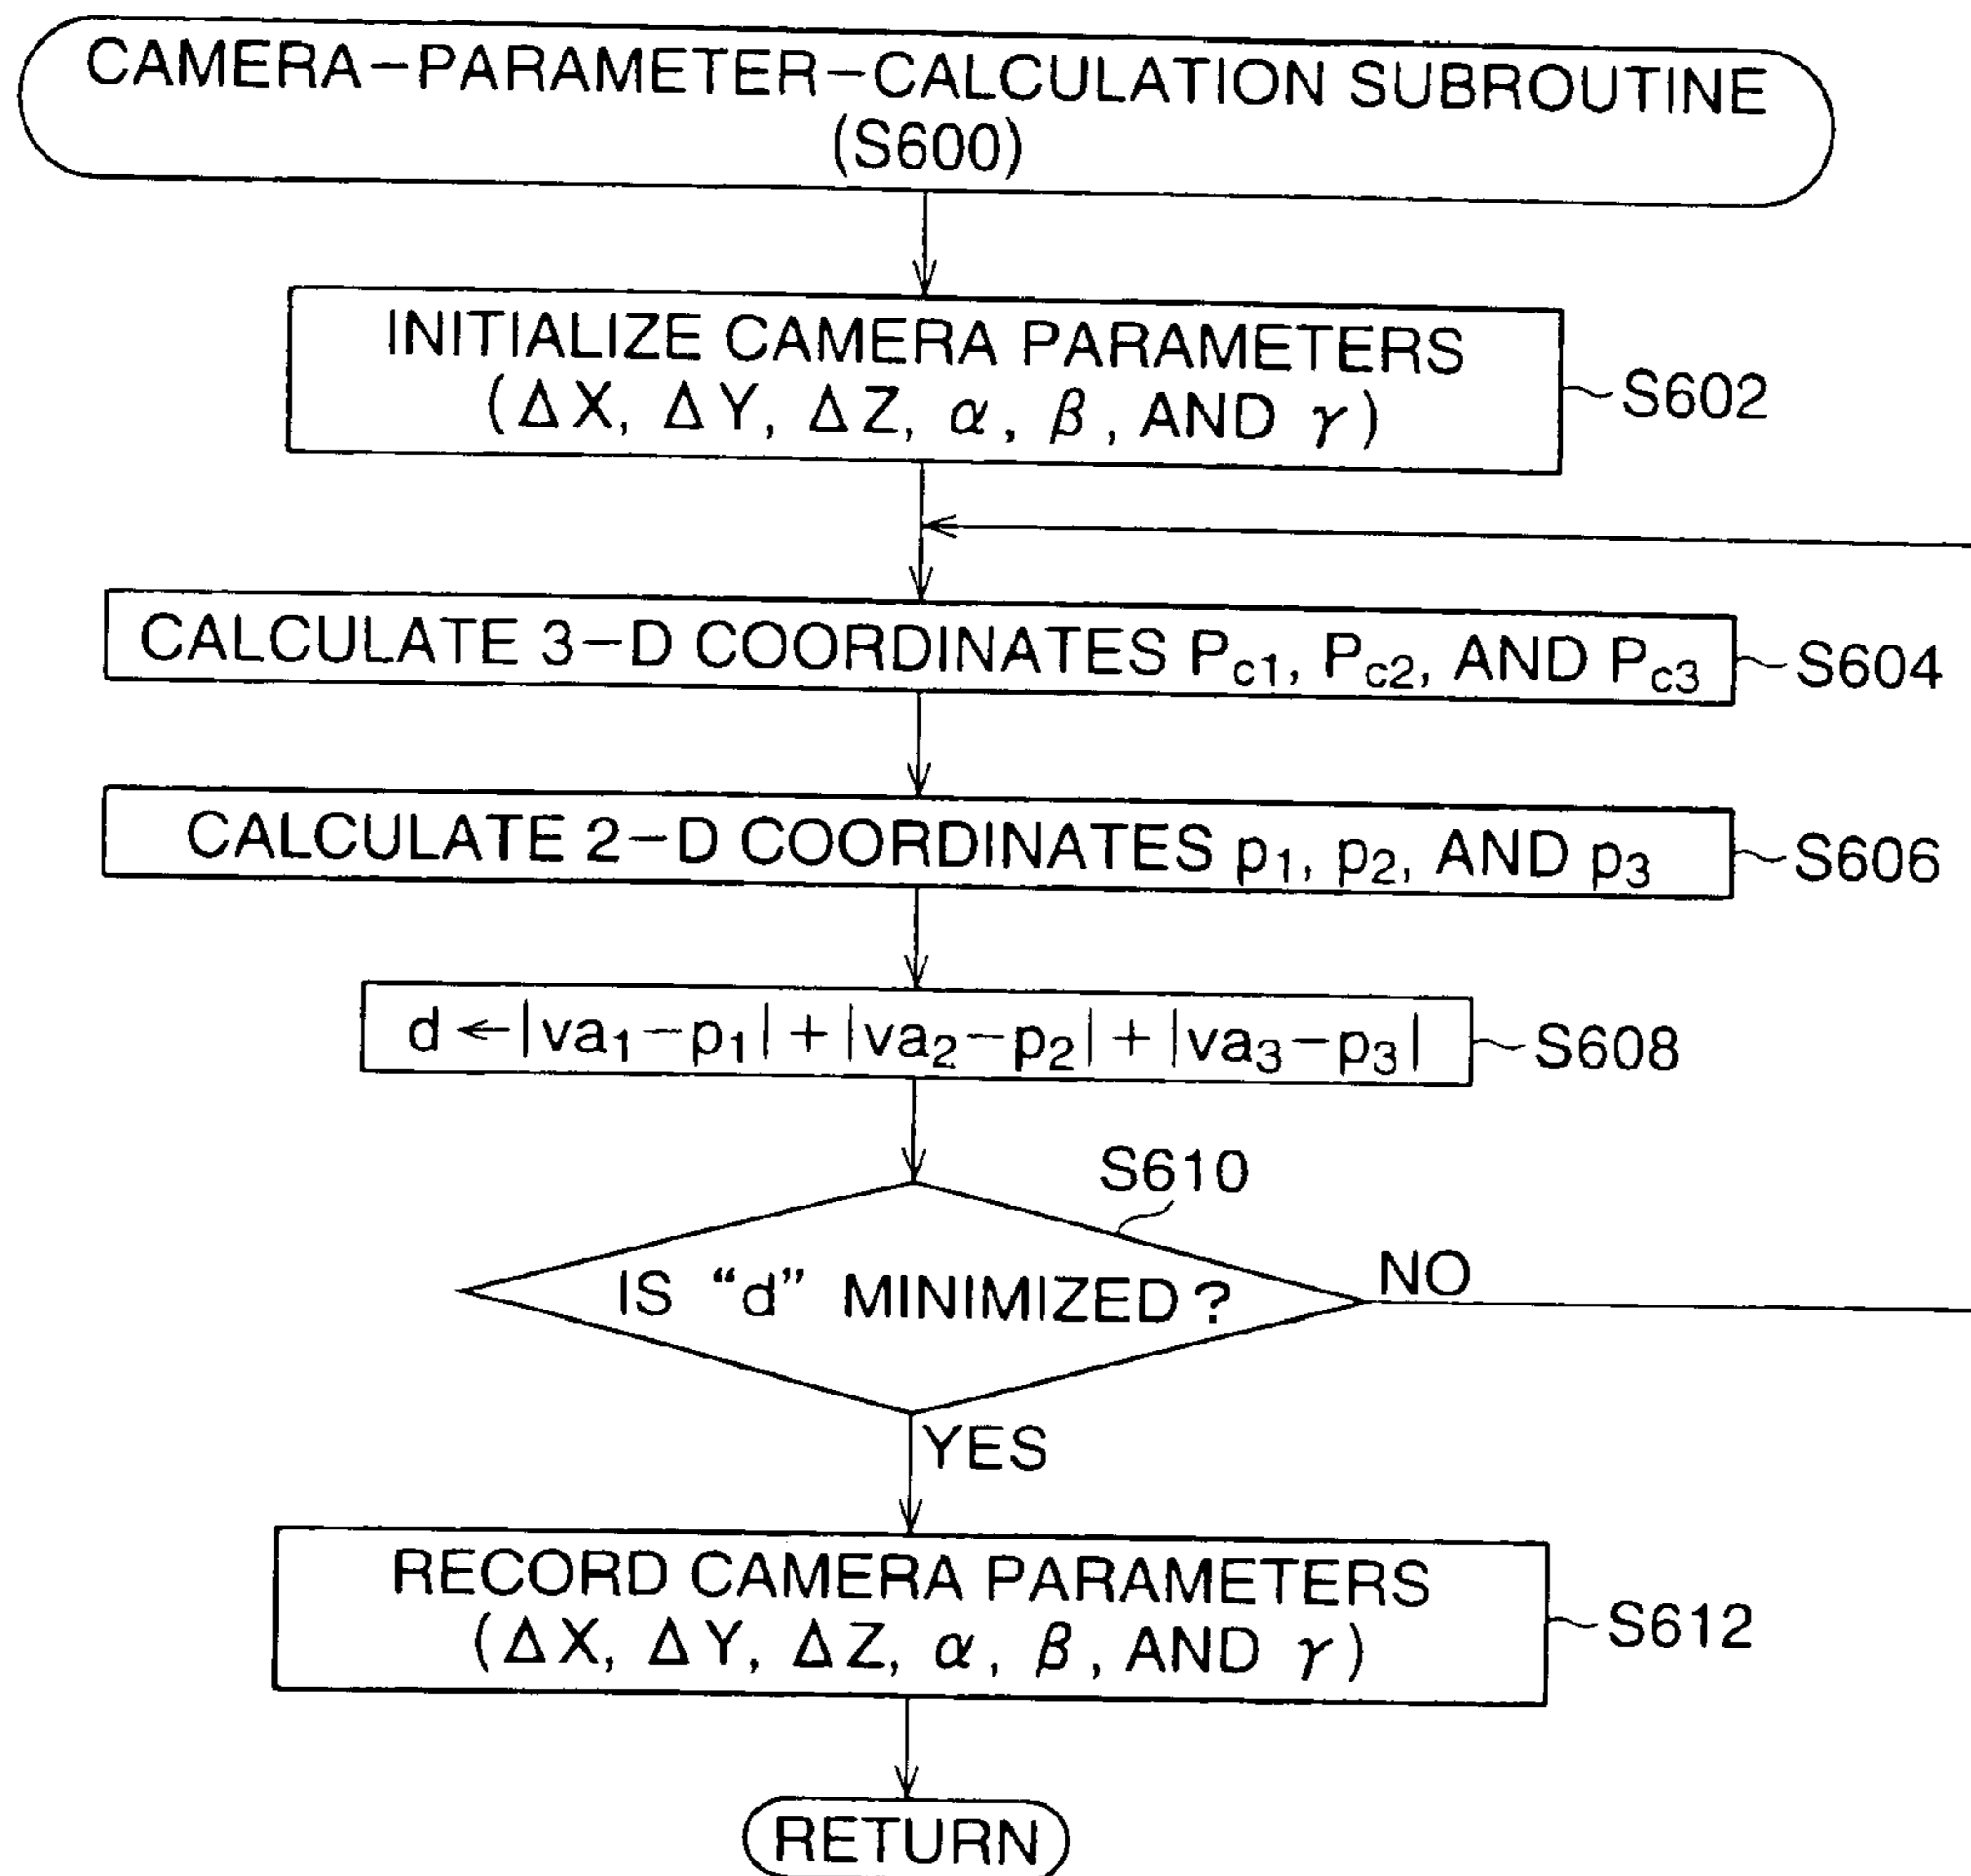 CAMERA-PARAMETER-CALCULATION SUBROUTINE
(S600)
INITIALIZE CAMERA PARAMETERS
(ΔX, ΔY, ΔZ, α, β, AND γ)
S602
CALCULATE 3-D COORDINATES Pc1, Pc2, AND Pc3
S604
CALCULATE 2-D COORDINATES p1, p2, AND p3
S606
d ← |va1-p1| + |va2-p2| + |va3-p3|
S608
S610
IS "d" MINIMIZED?
NO
YES
RECORD CAMERA PARAMETERS
(ΔX, ΔY, ΔZ, α, β, AND γ)
S612
RETURN